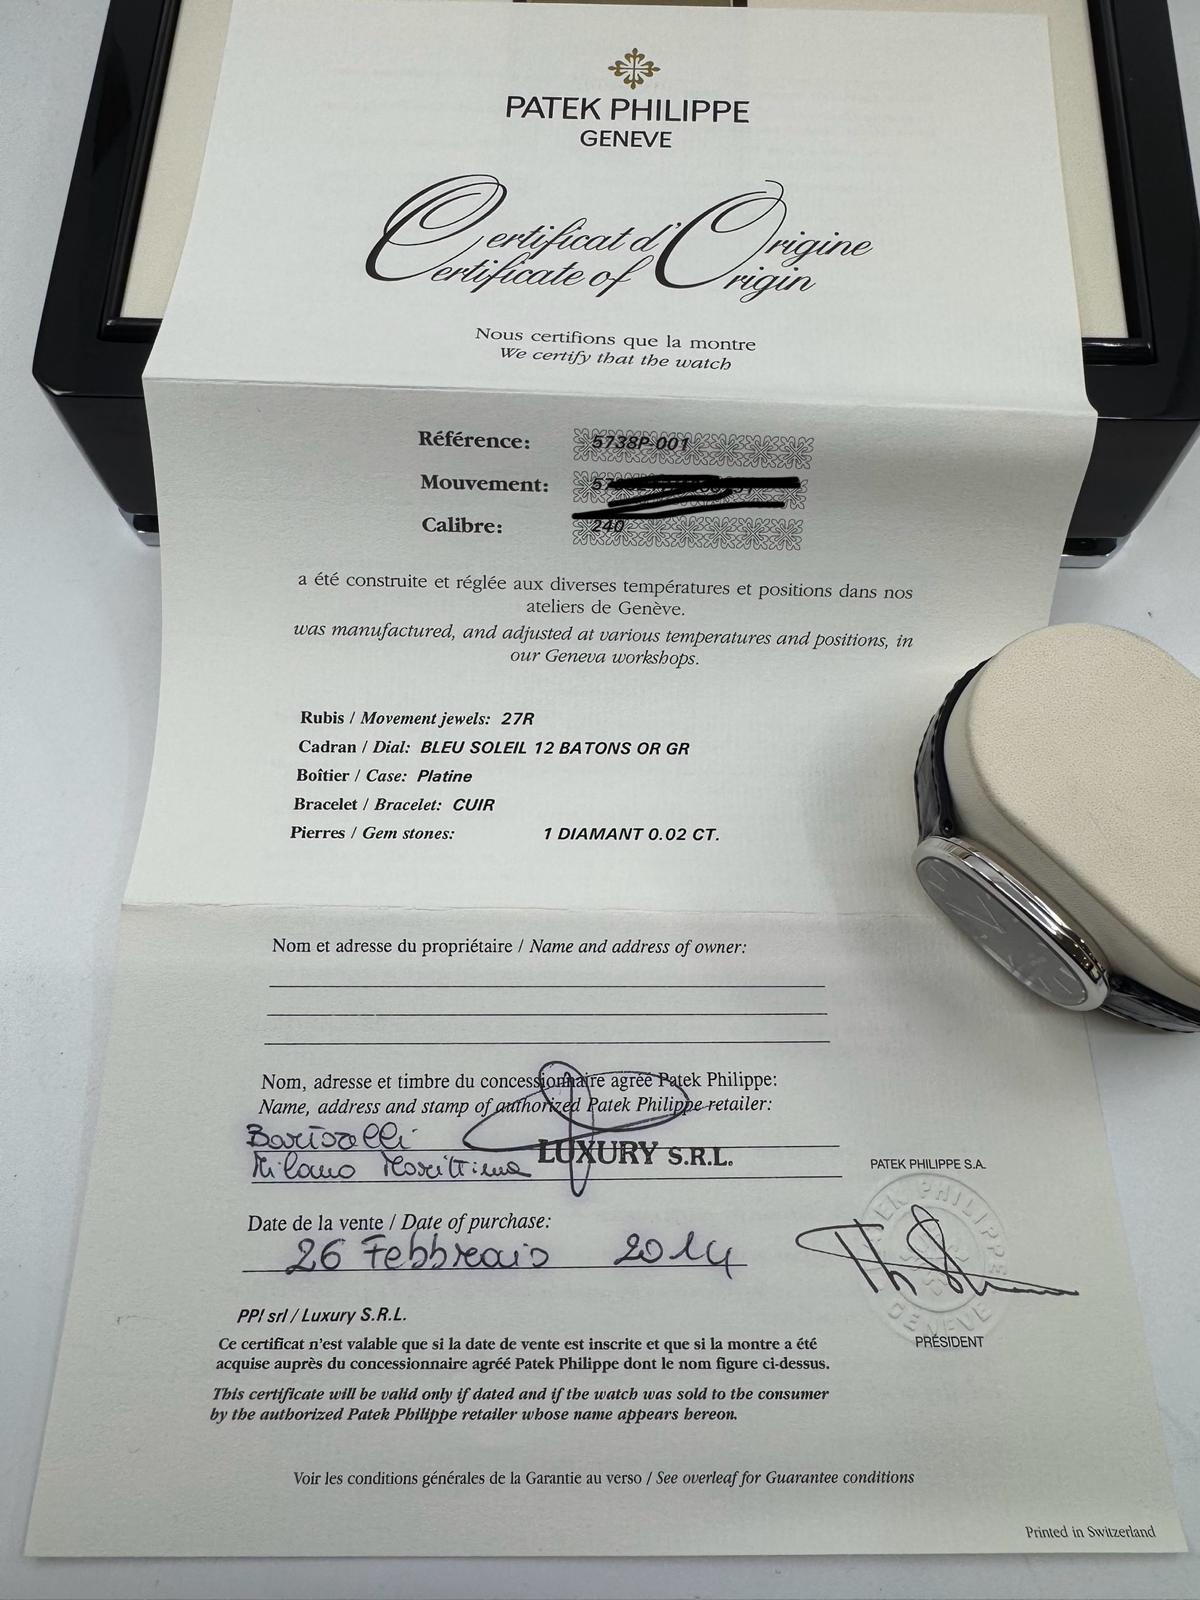 PATEK PHILIPPE
GENEVE
Certificat d'Origine
Certificate of Origin
Nous certifions que la montre
We certify that the watch
Référence: 5738P-001
Mouvement: 57
Calibre: 240
a été construite et réglée aux diverses températures et positions dans nos
ateliers de Genève.
was manufactured, and adjusted at various temperatures and positions, in
our Geneva workshops.
Rubis / Movement jewels: 27R
Cadran / Dial: BLEU SOLEIL 12 BATONS OR GR
Boîtier / Case: Platine
Bracelet / Bracelet: CUIR
Pierres / Gem stones: 1 DIAMANT 0.02 CT.
Nom et adresse du propriétaire / Name and address of owner:
Nom, adresse et timbre du concessionnaire agréé Patek Philippe:
Name, address and stamp of authorized Patek Philippe retailer:
Bartorelli
Milano Marittima LUXURY S.R.L.
PATEK PHILIPPE S.A.
PATEK PHILIPPE GENEVE
Date de la vente / Date of purchase:
26 Febbraio 2014
PP! srl / Luxury S.R.L.
PRÉSIDENT
Ce certificat n'est valable que si la date de vente est inscrite et que si la montre a été
acquise auprès du concessionnaire agréé Patek Philippe dont le nom figure ci-dessus.
This certificate will be valid only if dated and if the watch was sold to the consumer
by the authorized Patek Philippe retailer whose name appears hereon.
Voir les conditions générales de la Garantie au verso / See overleaf for Guarantee conditions
Printed in Switzerland